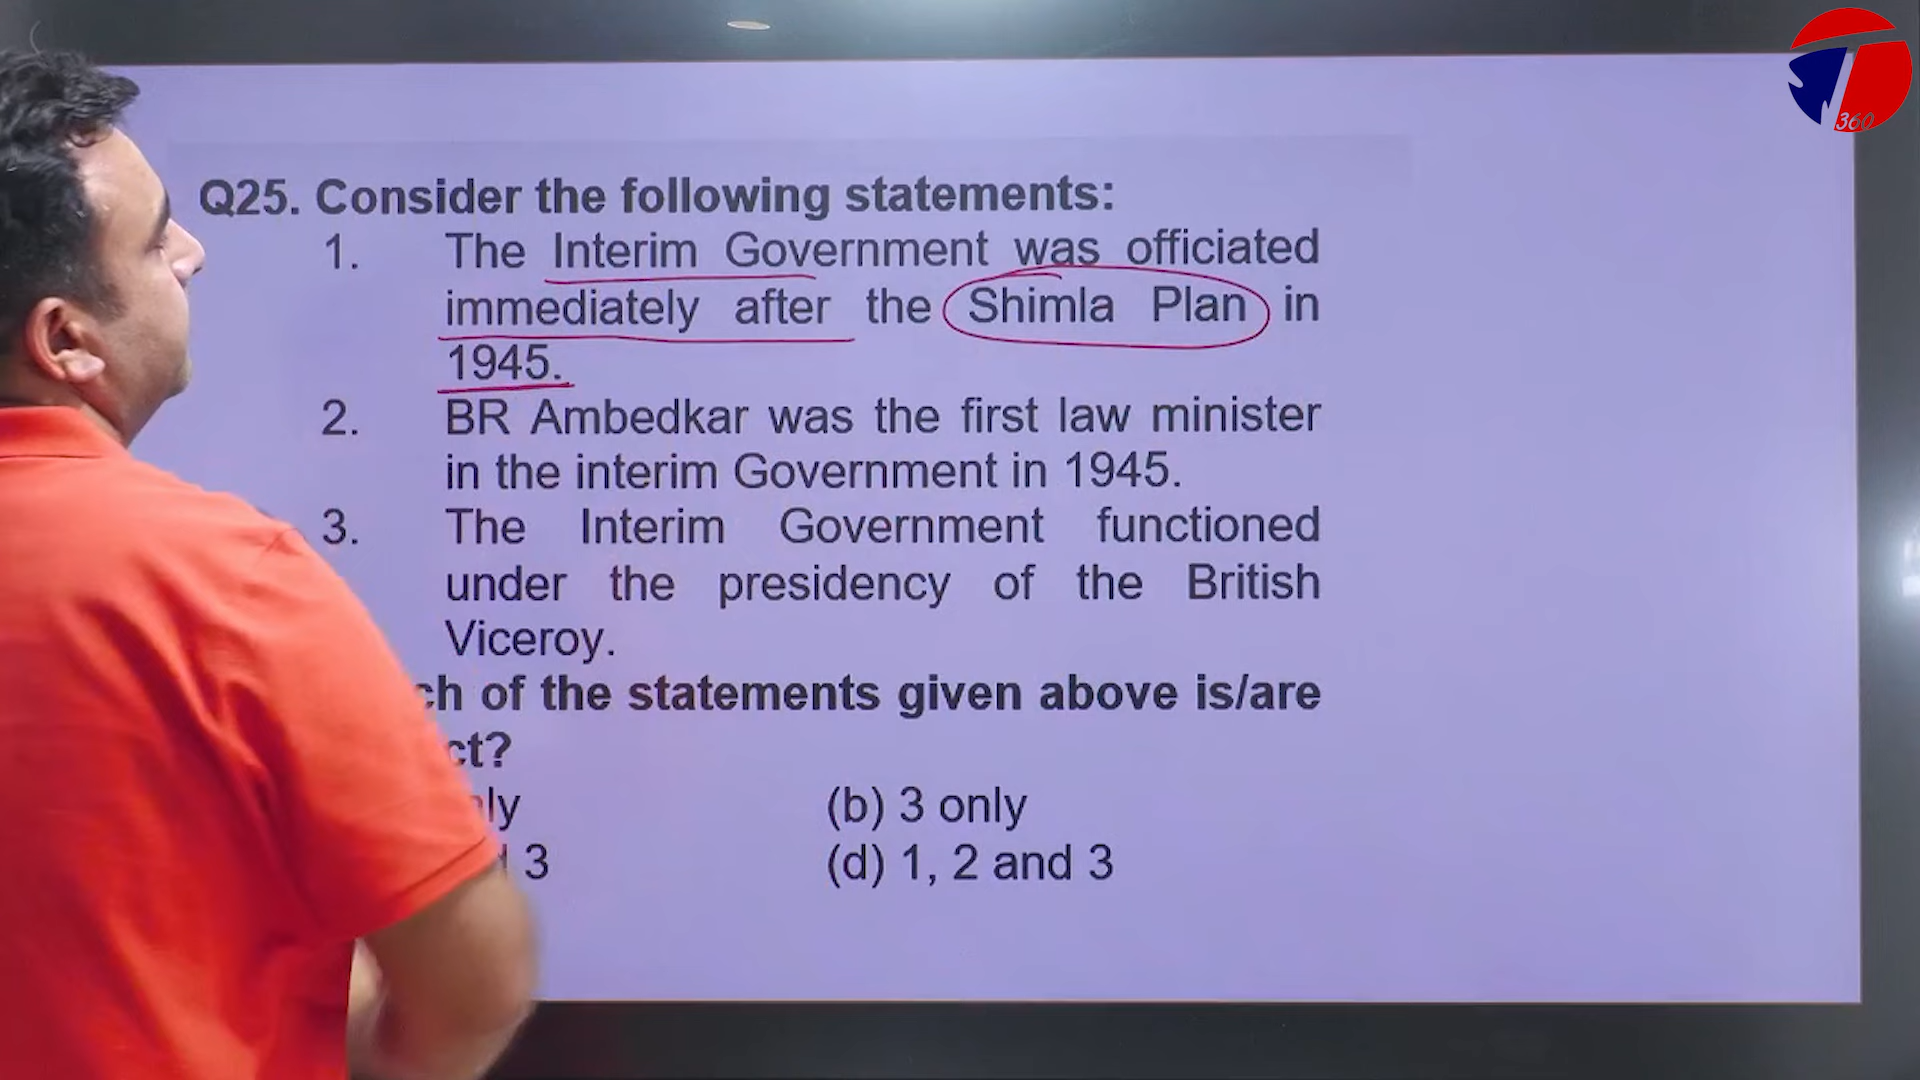 Q25. Consider the following statements:
1. The Interim Government was officiated
immediately after the Shimla Plan in
1945.
2. BR Ambedkar was the first law minister
in the interim Government in 1945.
3. The Interim Government functioned
under the presidency of the British
Viceroy.
of the statements given above is/are
(b) 3 only
3 (d) 1, 2 and 3
360